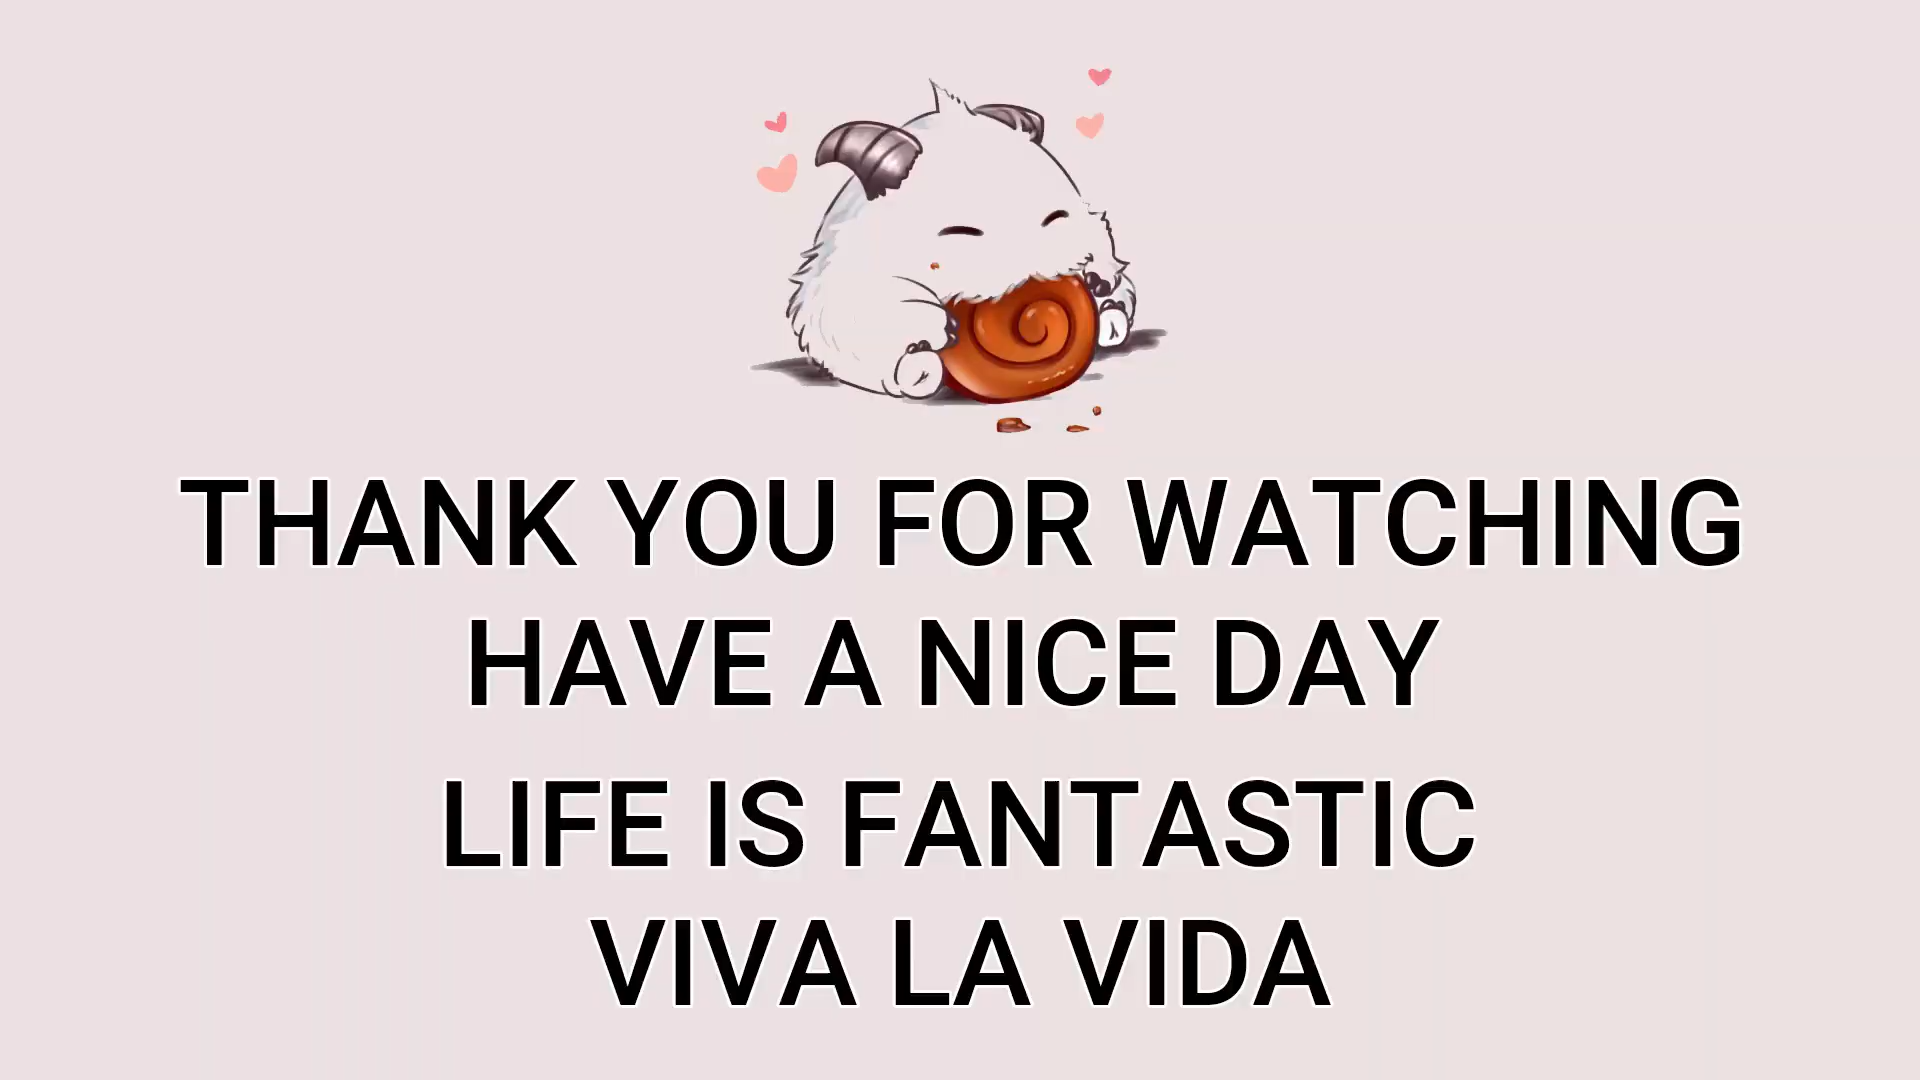 THANK YOU FOR WATCHING
HAVE A NICE DAY
LIFE IS FANTASTIC
VIVA LA VIDA